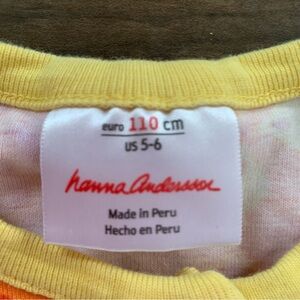 euro 110 cm
US 5-6
hanna andersson
Made in Peru
Hecho en Peru